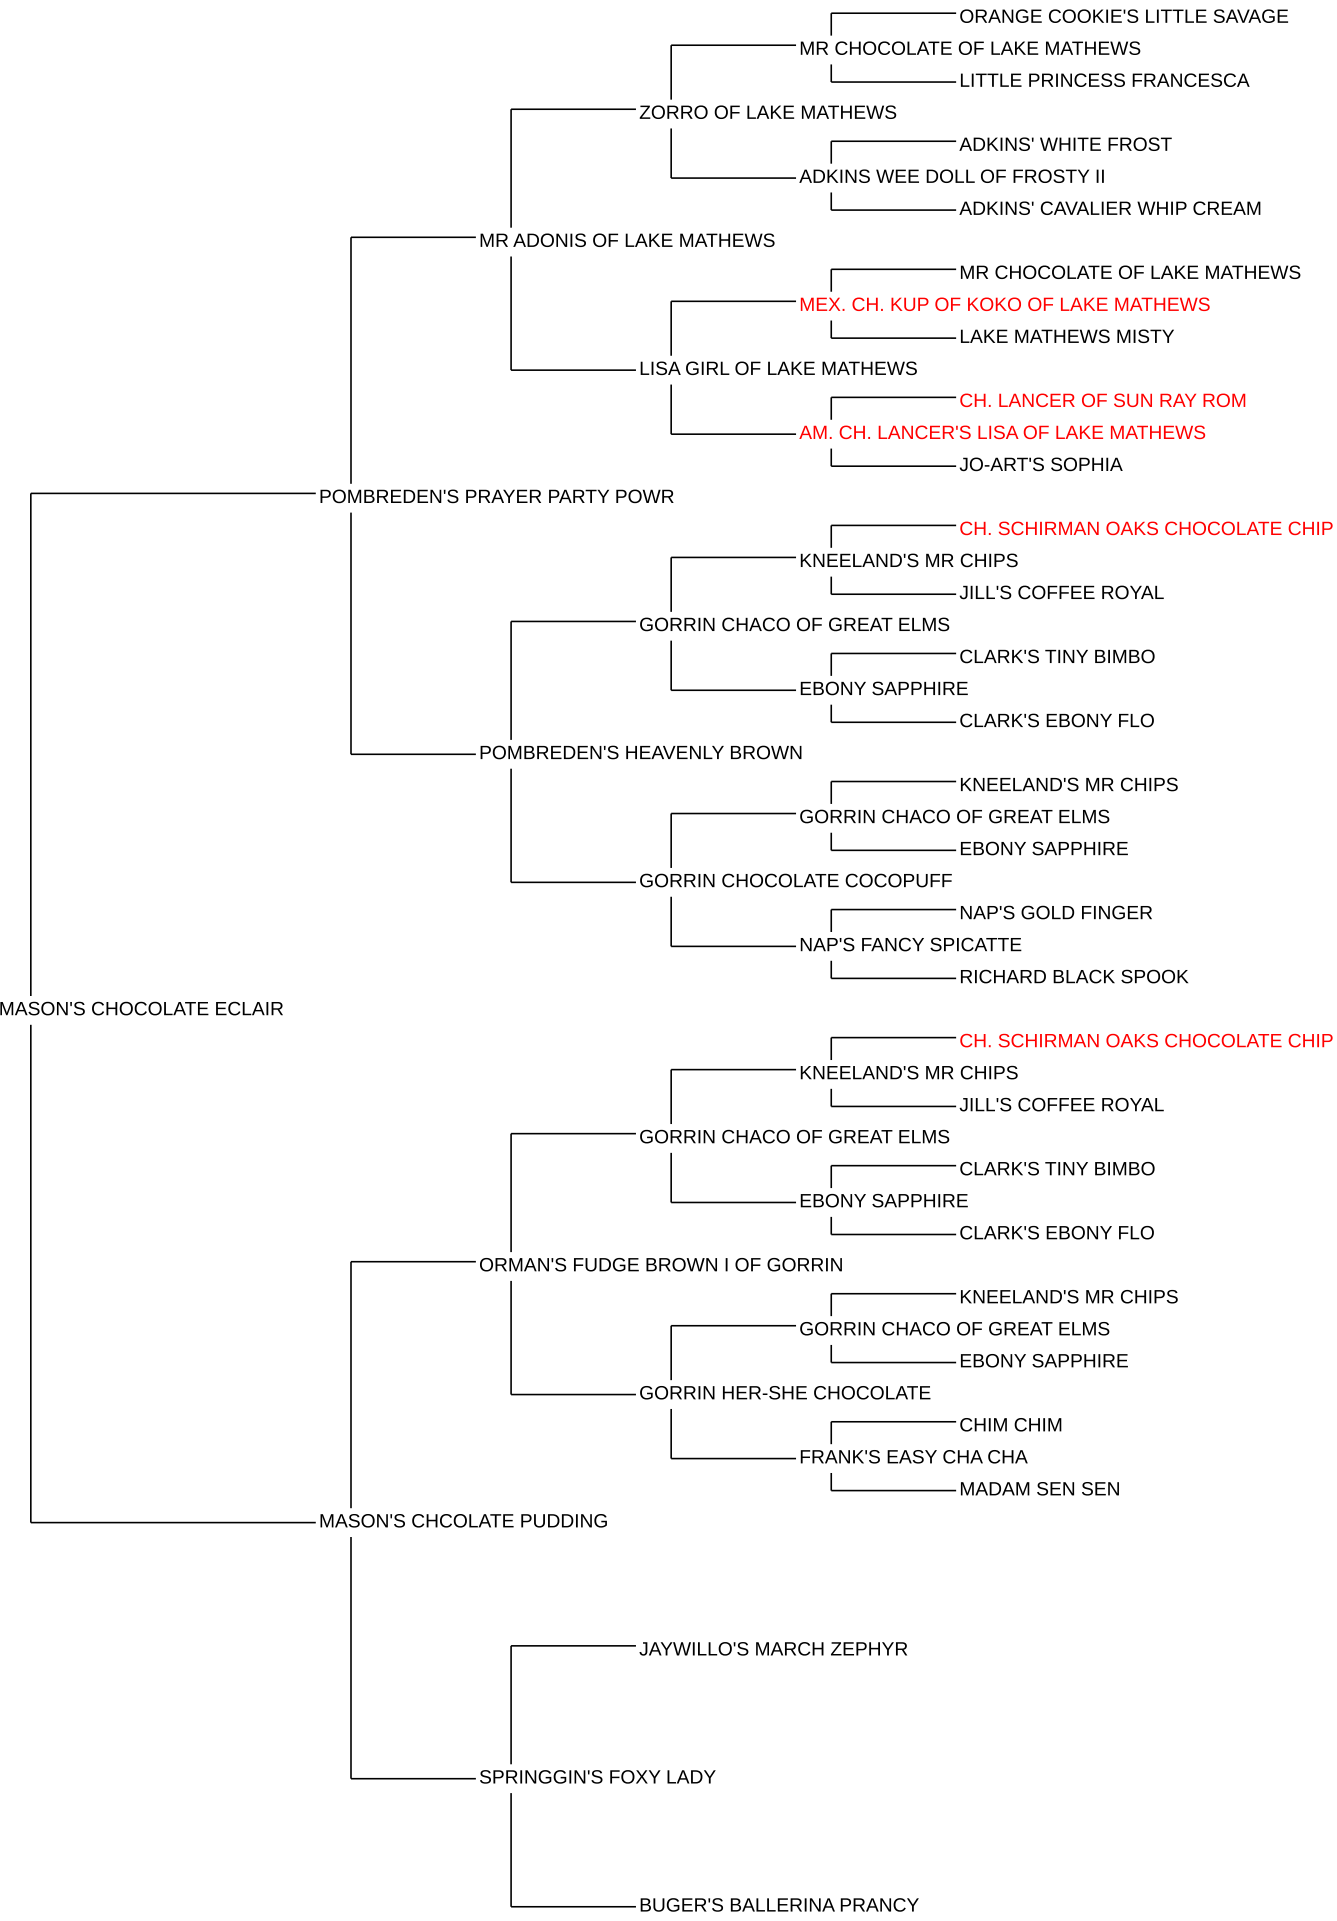 ORANGE COOKIE'S LITTLE SAVAGE
MR CHOCOLATE OF LAKE MATHEWS
LITTLE PRINCESS FRANCESCA
ZORRO OF LAKE MATHEWS
ADKINS' WHITE FROST
ADKINS WEE DOLL OF FROSTY II
ADKINS' CAVALIER WHIP CREAM
MR ADONIS OF LAKE MATHEWS
MR CHOCOLATE OF LAKE MATHEWS
MEX. CH. KUP OF KOKO OF LAKE MATHEWS
LAKE MATHEWS MISTY
LISA GIRL OF LAKE MATHEWS
CH. LANCER OF SUN RAY ROM
AM. CH. LANCER'S LISA OF LAKE MATHEWS
JO-ART'S SOPHIA
POMBREDEN'S PRAYER PARTY POWR
CH. SCHIRMAN OAKS CHOCOLATE CHIP
KNEELAND'S MR CHIPS
JILL'S COFFEE ROYAL
GORRIN CHACO OF GREAT ELMS
CLARK'S TINY BIMBO
EBONY SAPPHIRE
CLARK'S EBONY FLO
POMBREDEN'S HEAVENLY BROWN
KNEELAND'S MR CHIPS
GORRIN CHACO OF GREAT ELMS
EBONY SAPPHIRE
GORRIN CHOCOLATE COCOPUFF
NAP'S GOLD FINGER
NAP'S FANCY SPICATTE
RICHARD BLACK SPOOK
MASON'S CHOCOLATE ECLAIR
CH. SCHIRMAN OAKS CHOCOLATE CHIP
KNEELAND'S MR CHIPS
JILL'S COFFEE ROYAL
GORRIN CHACO OF GREAT ELMS
CLARK'S TINY BIMBO
EBONY SAPPHIRE
CLARK'S EBONY FLO
ORMAN'S FUDGE BROWN I OF GORRIN
KNEELAND'S MR CHIPS
GORRIN CHACO OF GREAT ELMS
EBONY SAPPHIRE
GORRIN HER-SHE CHOCOLATE
CHIM CHIM
FRANK'S EASY CHA CHA
MADAM SEN SEN
MASON'S CHCOLATE PUDDING
JAYWILLO'S MARCH ZEPHYR
SPRINGGIN'S FOXY LADY
BUGER'S BALLERINA PRANCY